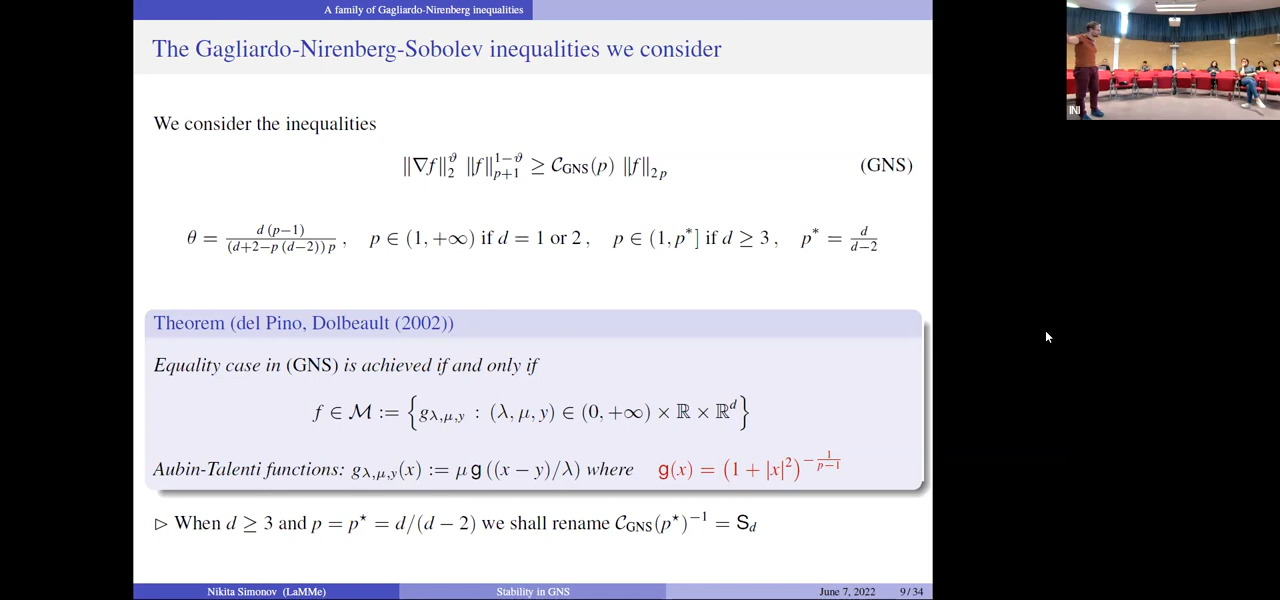 A family of Gagliardo-Nirenberg inequalities
The Gagliardo-Nirenberg-Sobolev inequalities we consider
We consider the inequalities
‖∇f‖₂^ϑ ‖f‖_{p+1}^{1−ϑ} ≥ 𝒞_GNS(p) ‖f‖_{2p} (GNS)
θ = d (p−1) / (d+2−p (d−2)) p , p ∈ (1, +∞) if d = 1 or 2 , p ∈ (1, p*] if d ≥ 3 , p* = d/(d−2)
Theorem (del Pino, Dolbeault (2002))
Equality case in (GNS) is achieved if and only if
f ∈ ℳ := { g_{λ,μ,y} : (λ, μ, y) ∈ (0, +∞) × ℝ × ℝ^d }
Aubin-Talenti functions: g_{λ,μ,y}(x) := μ g ((x − y)/λ) where g(x) = (1 + |x|²)^{−1/(p−1)}
▷ When d ≥ 3 and p = p⋆ = d/(d − 2) we shall rename 𝒞_GNS(p⋆)^{−1} = S_d
Nikita Simonov (LaMMe) Stability in GNS June 7, 2022 9 / 34
INI